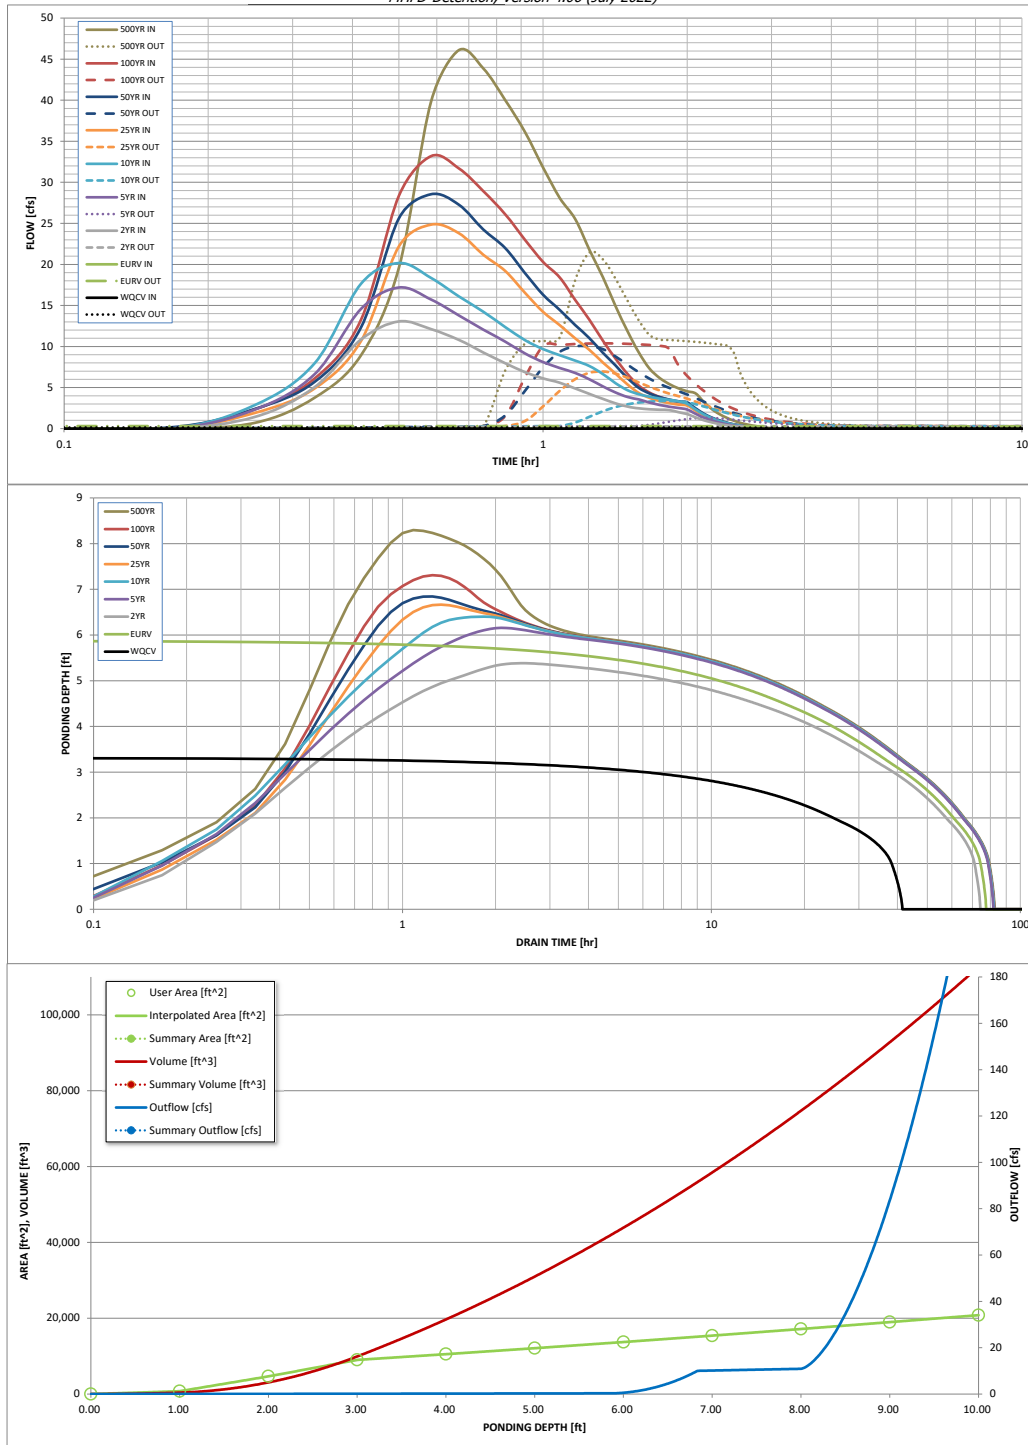 MHFD-Detention, Version 4.06 (July 2022)
50
45
40
35
30
25
20
15
10
5
0
FLOW [cfs]
500YR IN
500YR OUT
100YR IN
100YR OUT
50YR IN
50YR OUT
25YR IN
25YR OUT
10YR IN
10YR OUT
5YR IN
5YR OUT
2YR IN
2YR OUT
EURV IN
EURV OUT
WQCV IN
WQCV OUT
0.1 1 10
TIME [hr]
9
8
7
6
5
4
3
2
1
0
PONDING DEPTH [ft]
500YR
100YR
50YR
25YR
10YR
5YR
2YR
EURV
WQCV
0.1 1 10 100
DRAIN TIME [hr]
100,000
80,000
60,000
40,000
20,000
0
AREA [ft^2], VOLUME [ft^3]
User Area [ft^2]
Interpolated Area [ft^2]
Summary Area [ft^2]
Volume [ft^3]
Summary Volume [ft^3]
Outflow [cfs]
Summary Outflow [cfs]
180
160
140
120
100
80
60
40
20
0
OUTFLOW [cfs]
0.00 1.00 2.00 3.00 4.00 5.00 6.00 7.00 8.00 9.00 10.00
PONDING DEPTH [ft]